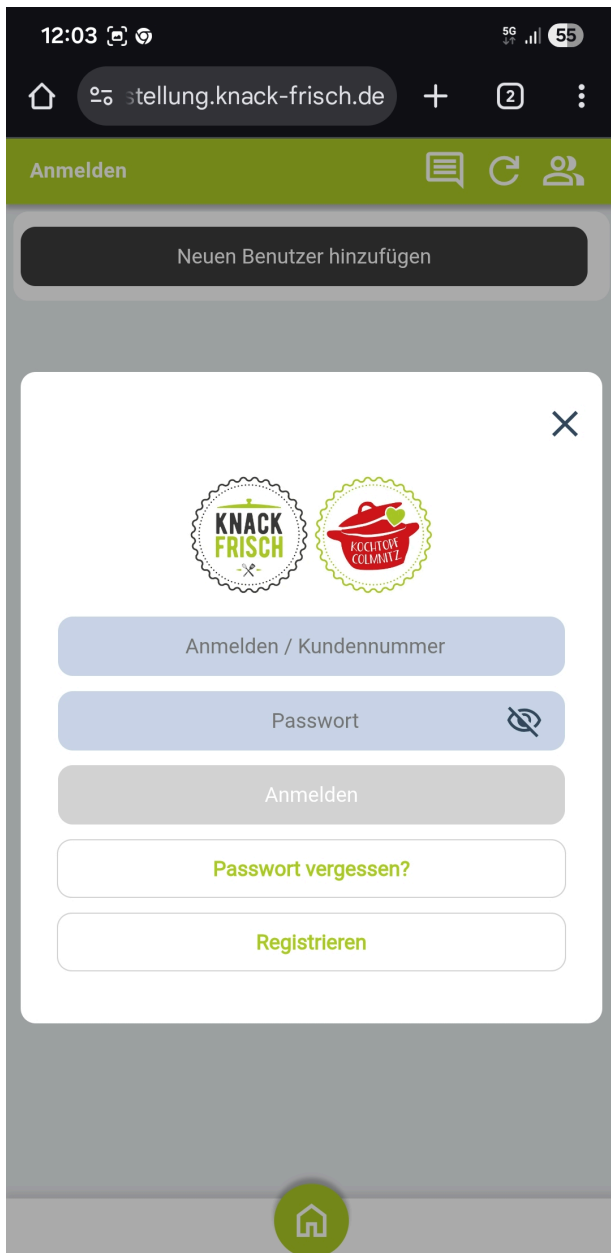 12:03
5G
55
stellung.knack-frisch.de
2
Anmelden
Neuen Benutzer hinzufügen
KNACK
FRISCH
KOCHTOPF
COLMNITZ
Anmelden / Kundennummer
Passwort
Anmelden
Passwort vergessen?
Registrieren